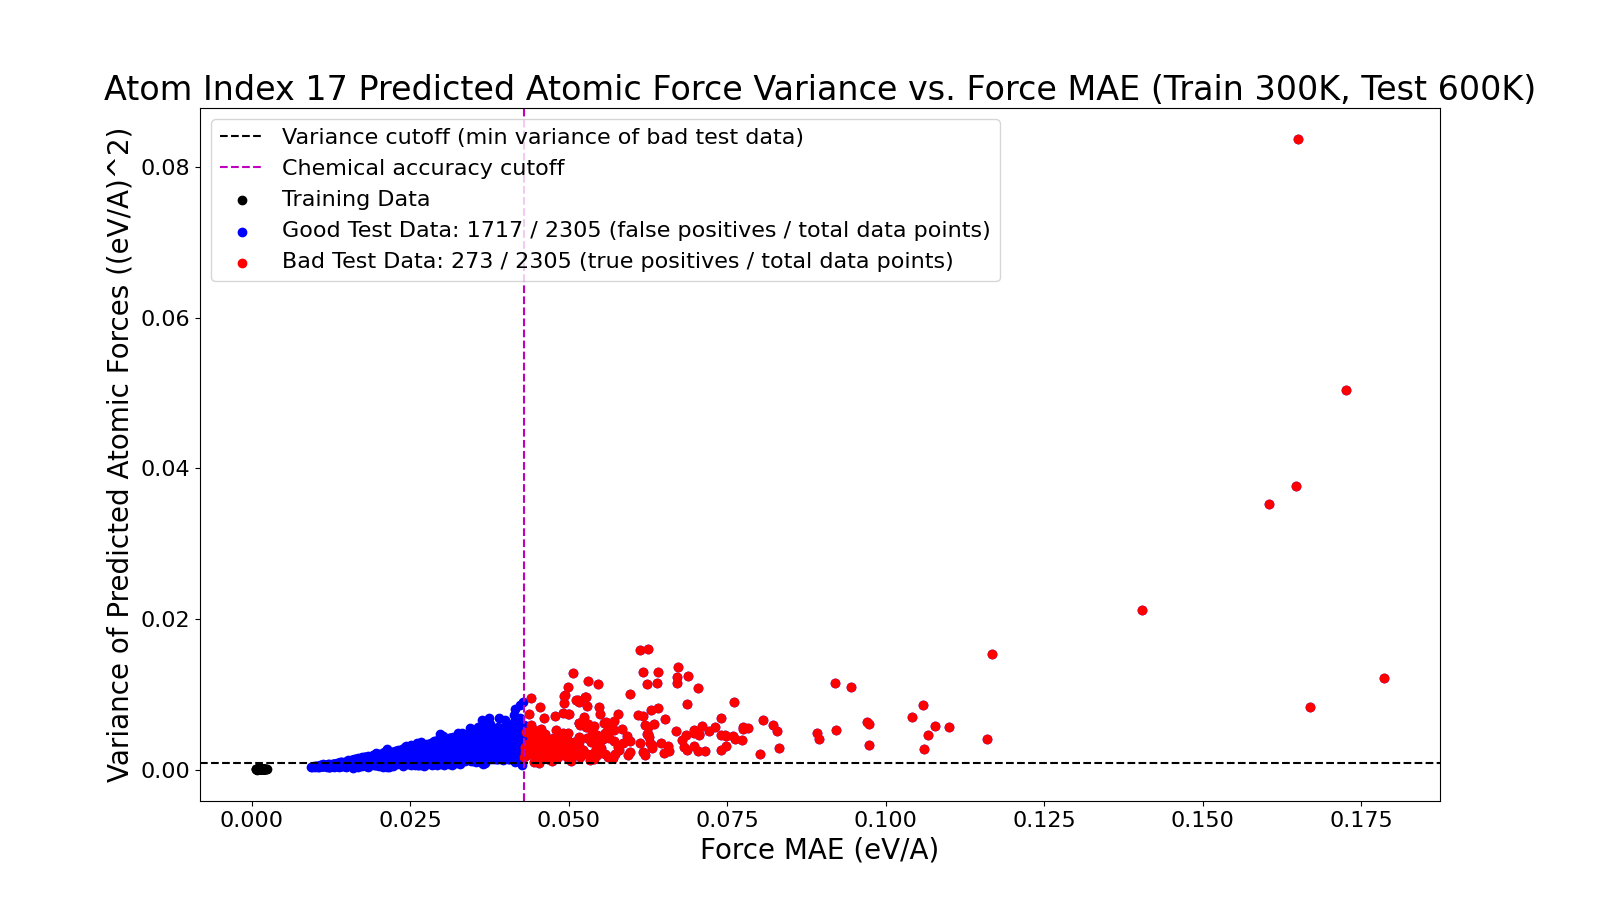 Atom Index 17 Predicted Atomic Force Variance vs. Force MAE (Train 300K, Test 600K)
Variance of Predicted Atomic Forces ((eV/A)^2)
Variance cutoff (min variance of bad test data)
Chemical accuracy cutoff
Training Data
Good Test Data: 1717 / 2305 (false positives / total data points)
Bad Test Data: 273 / 2305 (true positives / total data points)
0.08
0.06
0.04
0.02
0.00
0.000 0.025 0.050 0.075 0.100 0.125 0.150 0.175
Force MAE (eV/A)